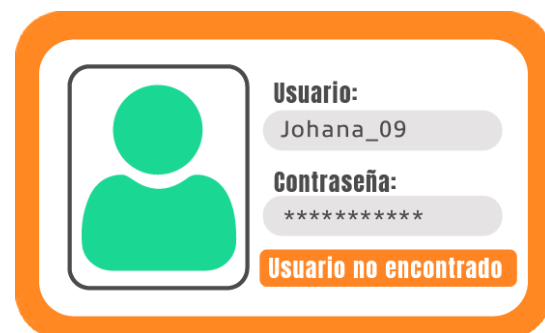 Usuario:
Johana_09
Contraseña:
***********
Usuario no encontrado